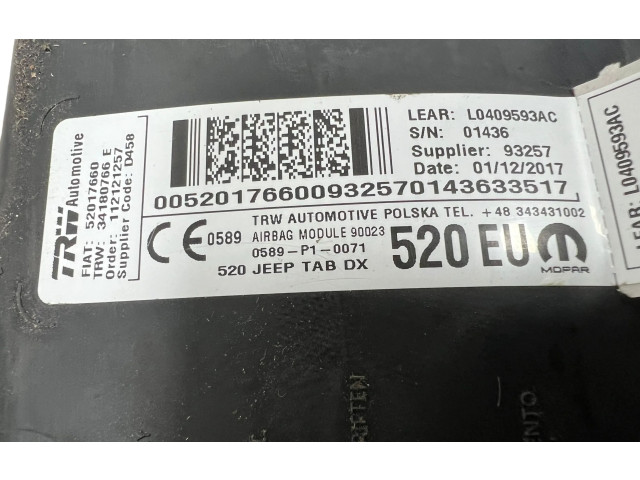 TRW Automotive
FIAT: 52017660
TRW: 34180766 E
Order: 112121257
Supplier Code: D458
LEAR: L0409593AC
S/N: 01436
Supplier: 93257
Date: 01/12/2017
00520176600932570143633517
TRW AUTOMOTIVE POLSKA TEL. +48 343431002
CE 0589
AIRBAG MODULE 90023
0589-P1-0071
520 JEEP TAB DX
520 EU
MOPAR
LEAR: L0409593AC